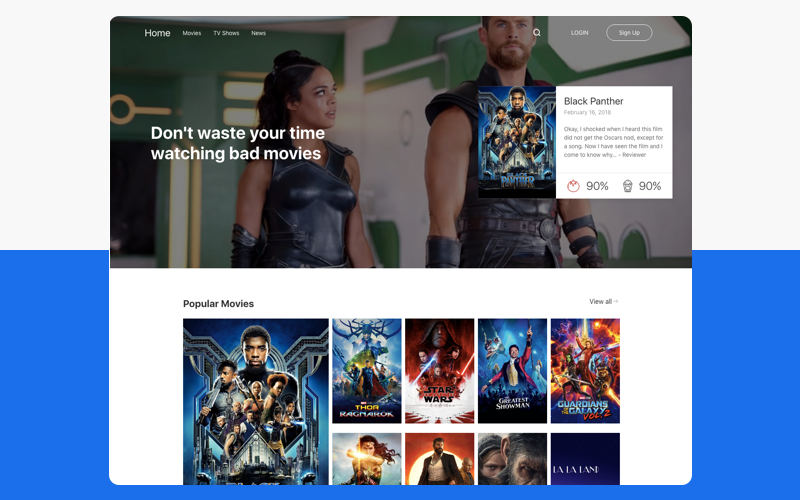 Home
Movies
TV Shows
News
LOGIN
Sign Up
Don't waste your time
watching bad movies
Black Panther
February 16, 2018
Okay, I shocked when I heard this film
did not get the Oscars nod, except for
a song. Now I have seen the film and I
come to know why... - Reviewer
90%
90%
BLACK
PANTHER
Popular Movies
View all
THOR
RAGNAROK
STAR
WARS
THE
GREATEST
SHOWMAN
GUARDIANS
OF THE
GALAXY
VOL. 2
LA LA LAND